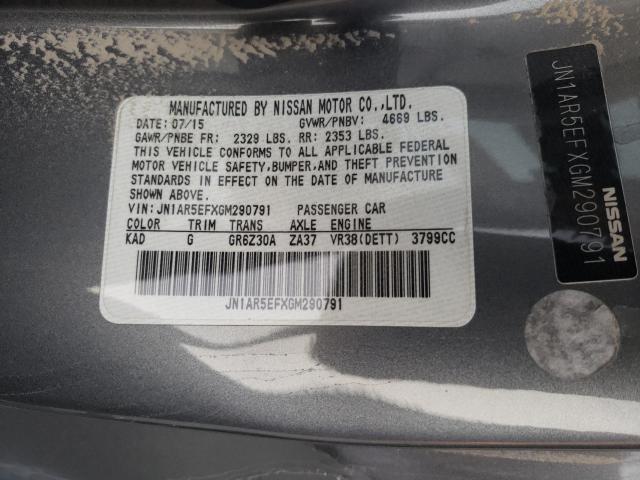 MANUFACTURED BY NISSAN MOTOR CO.,LTD.
DATE: 07/15 GVWR/PNBV: 4669 LBS.
GAWR/PNBE FR: 2329 LBS. RR: 2353 LBS.
THIS VEHICLE CONFORMS TO ALL APPLICABLE FEDERAL
MOTOR VEHICLE SAFETY,BUMPER,AND THEFT PREVENTION
STANDARDS IN EFFECT ON THE DATE OF MANUFACTURE
SHOWN ABOVE.
VIN:JN1AR5EFXGM290791 PASSENGER CAR
COLOR TRIM TRANS AXLE ENGINE
KAD G GR6Z30A ZA37 VR38(DETT) 3799CC
JN1AR5EFXGM290791
JN1AR5EFXGM290791
NISSAN